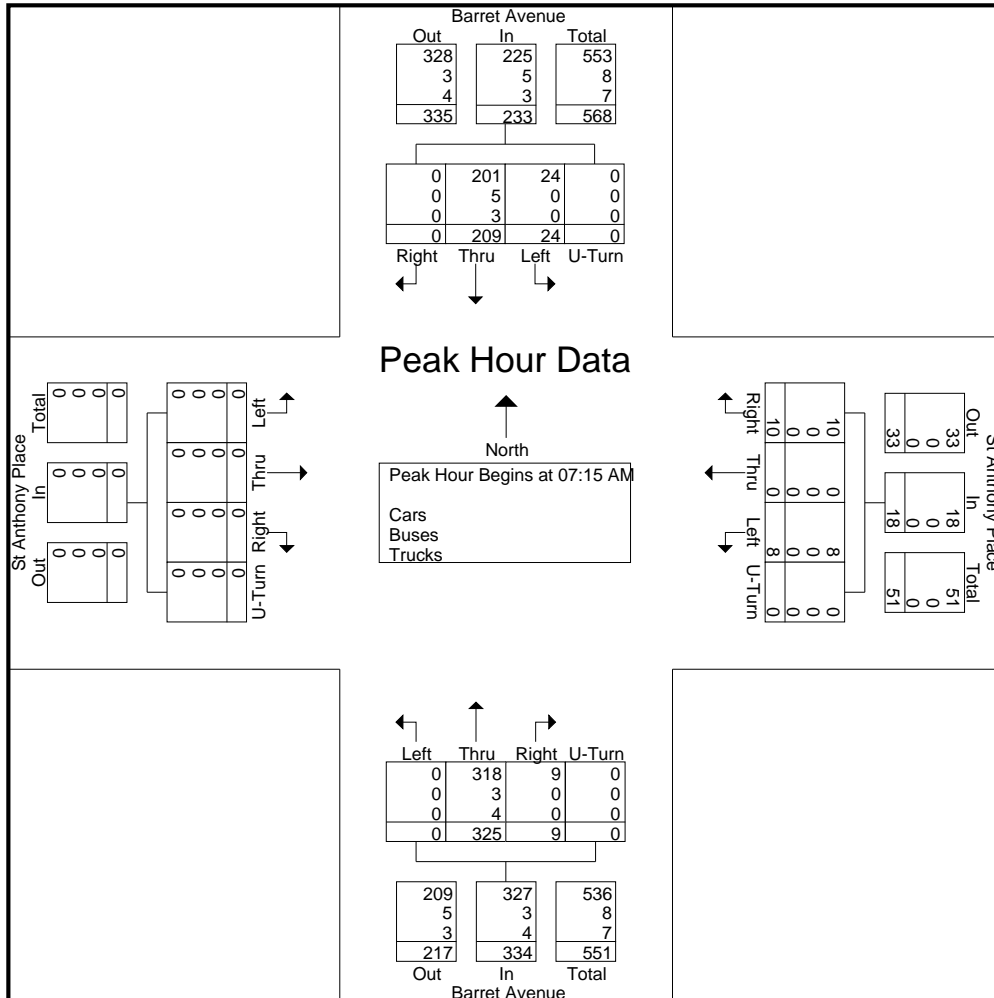 Barret Avenue
Out In Total
328 225 553
3 5 8
4 3 7
335 233 568
0 201 24 0
0 5 0 0
0 3 0 0
0 209 24 0
Right Thru Left U-Turn
Peak Hour Data
North
Peak Hour Begins at 07:15 AM
Cars
Buses
Trucks
St Anthony Place
Out In Total
0 0 0
0 0 0
0 0 0
0 0 0
Left Thru Right U-Turn
0 0 0 0
0 0 0 0
0 0 0 0
0 0 0 0
St Anthony Place
Out In Total
33 18 51
0 0 0
0 0 0
33 18 51
10 0 8 0
0 0 0 0
0 0 0 0
10 0 8 0
Right Thru Left U-Turn
Left Thru Right U-Turn
0 318 9 0
0 3 0 0
0 4 0 0
0 325 9 0
209 327 536
5 3 8
3 4 7
217 334 551
Out In Total
Barret Avenue